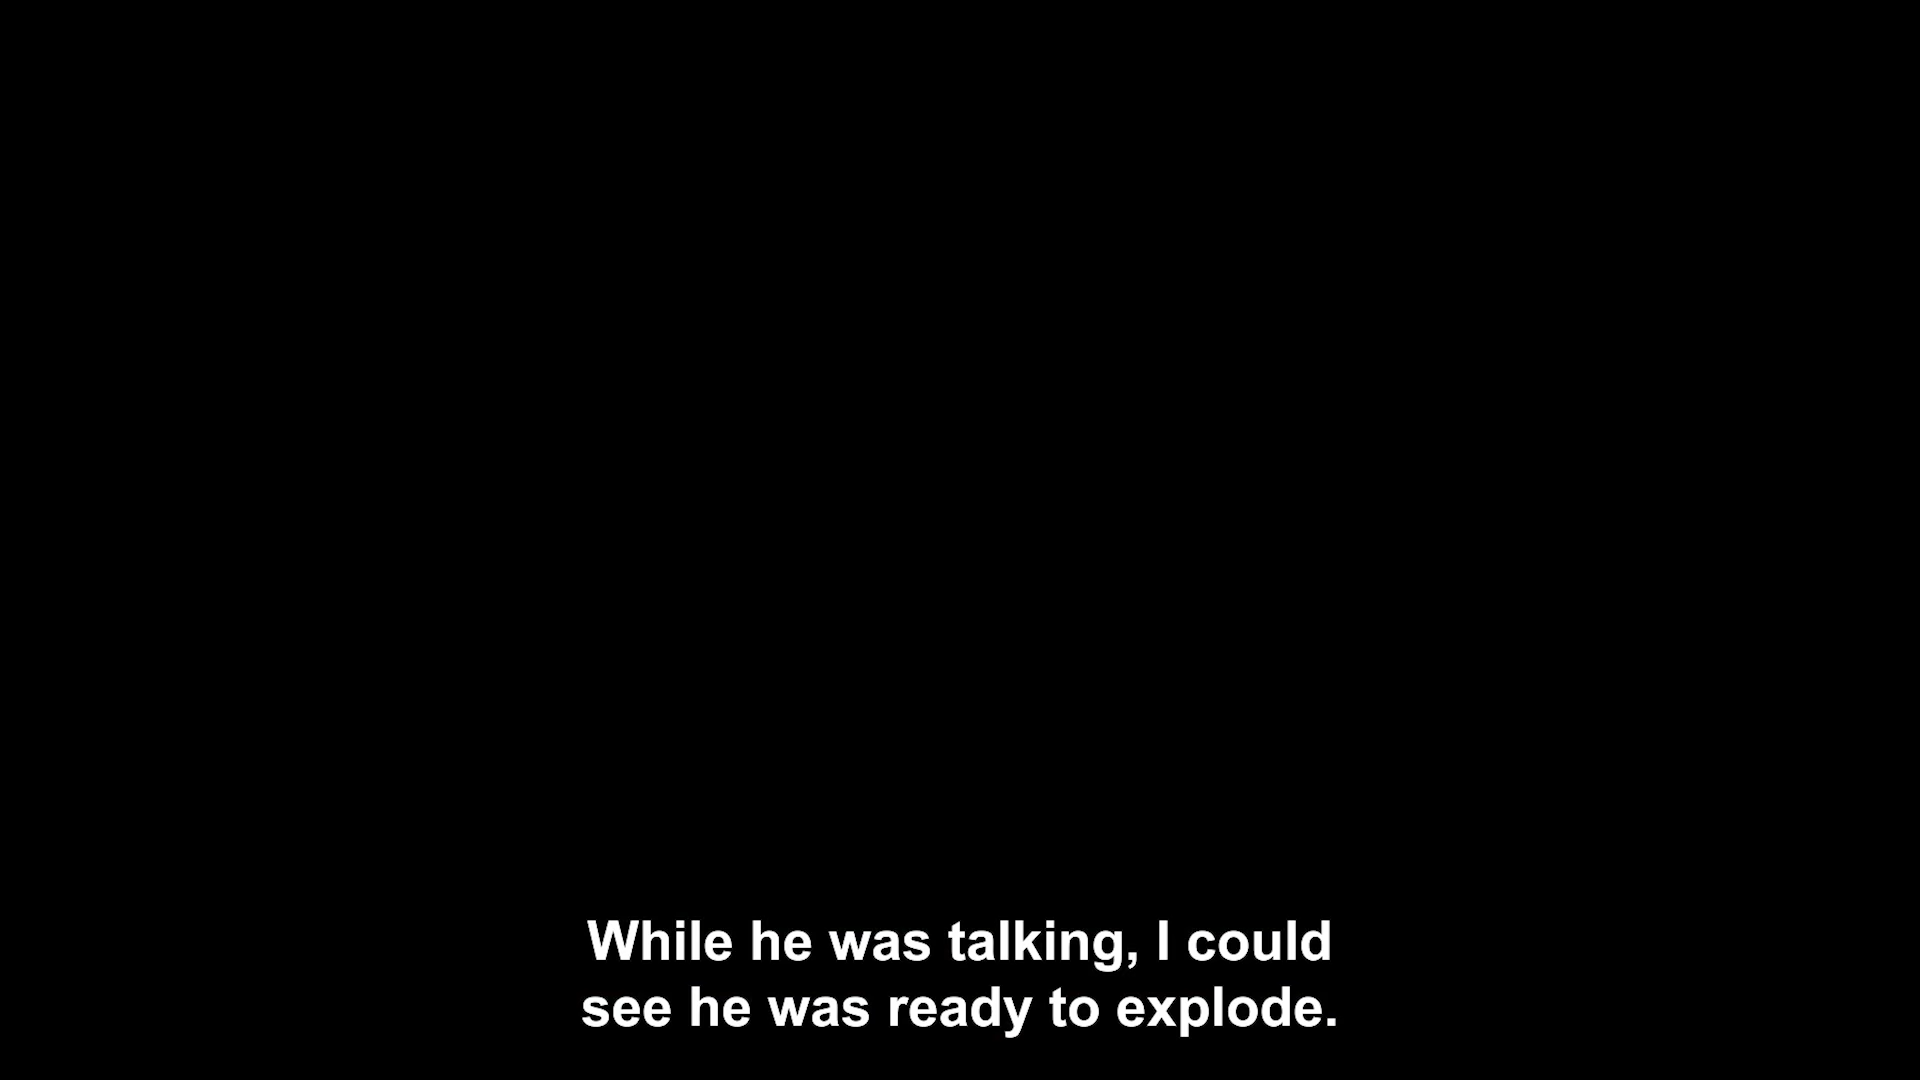 While he was talking, I could
see he was ready to explode.